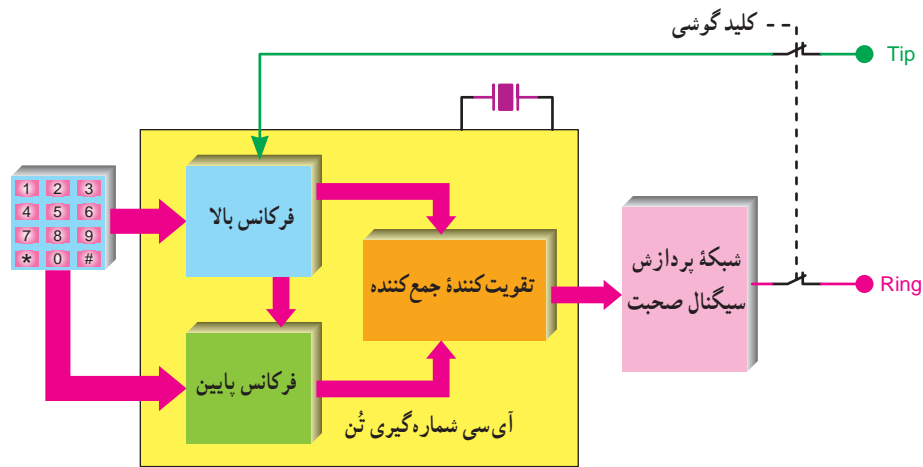 کلید گوشی
Tip
1 2 3
4 5 6
7 8 9
* 0 #
فرکانس بالا
تقویت‌کنندهٔ جمع‌کننده
شبکهٔ پردازش
سیگنال صحبت
Ring
فرکانس پایین
آی‌سی شماره‌گیری تُن